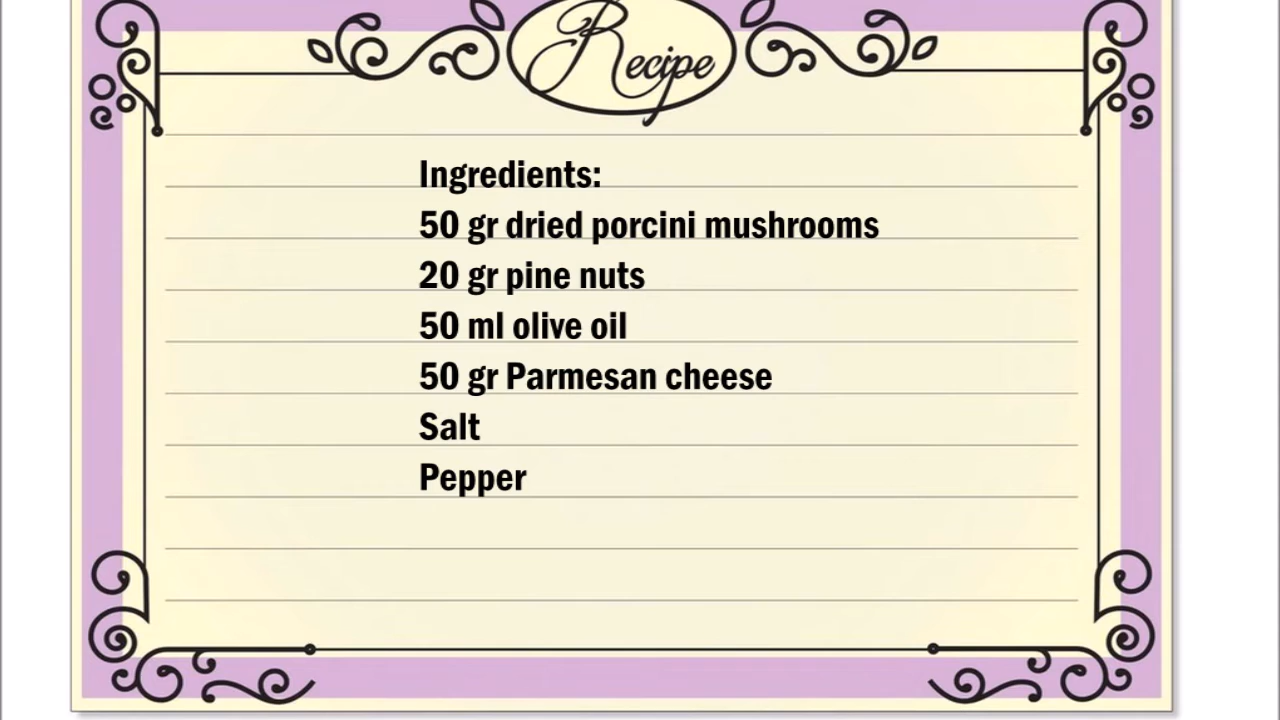 Recipe
Ingredients:
50 gr dried porcini mushrooms
20 gr pine nuts
50 ml olive oil
50 gr Parmesan cheese
Salt
Pepper